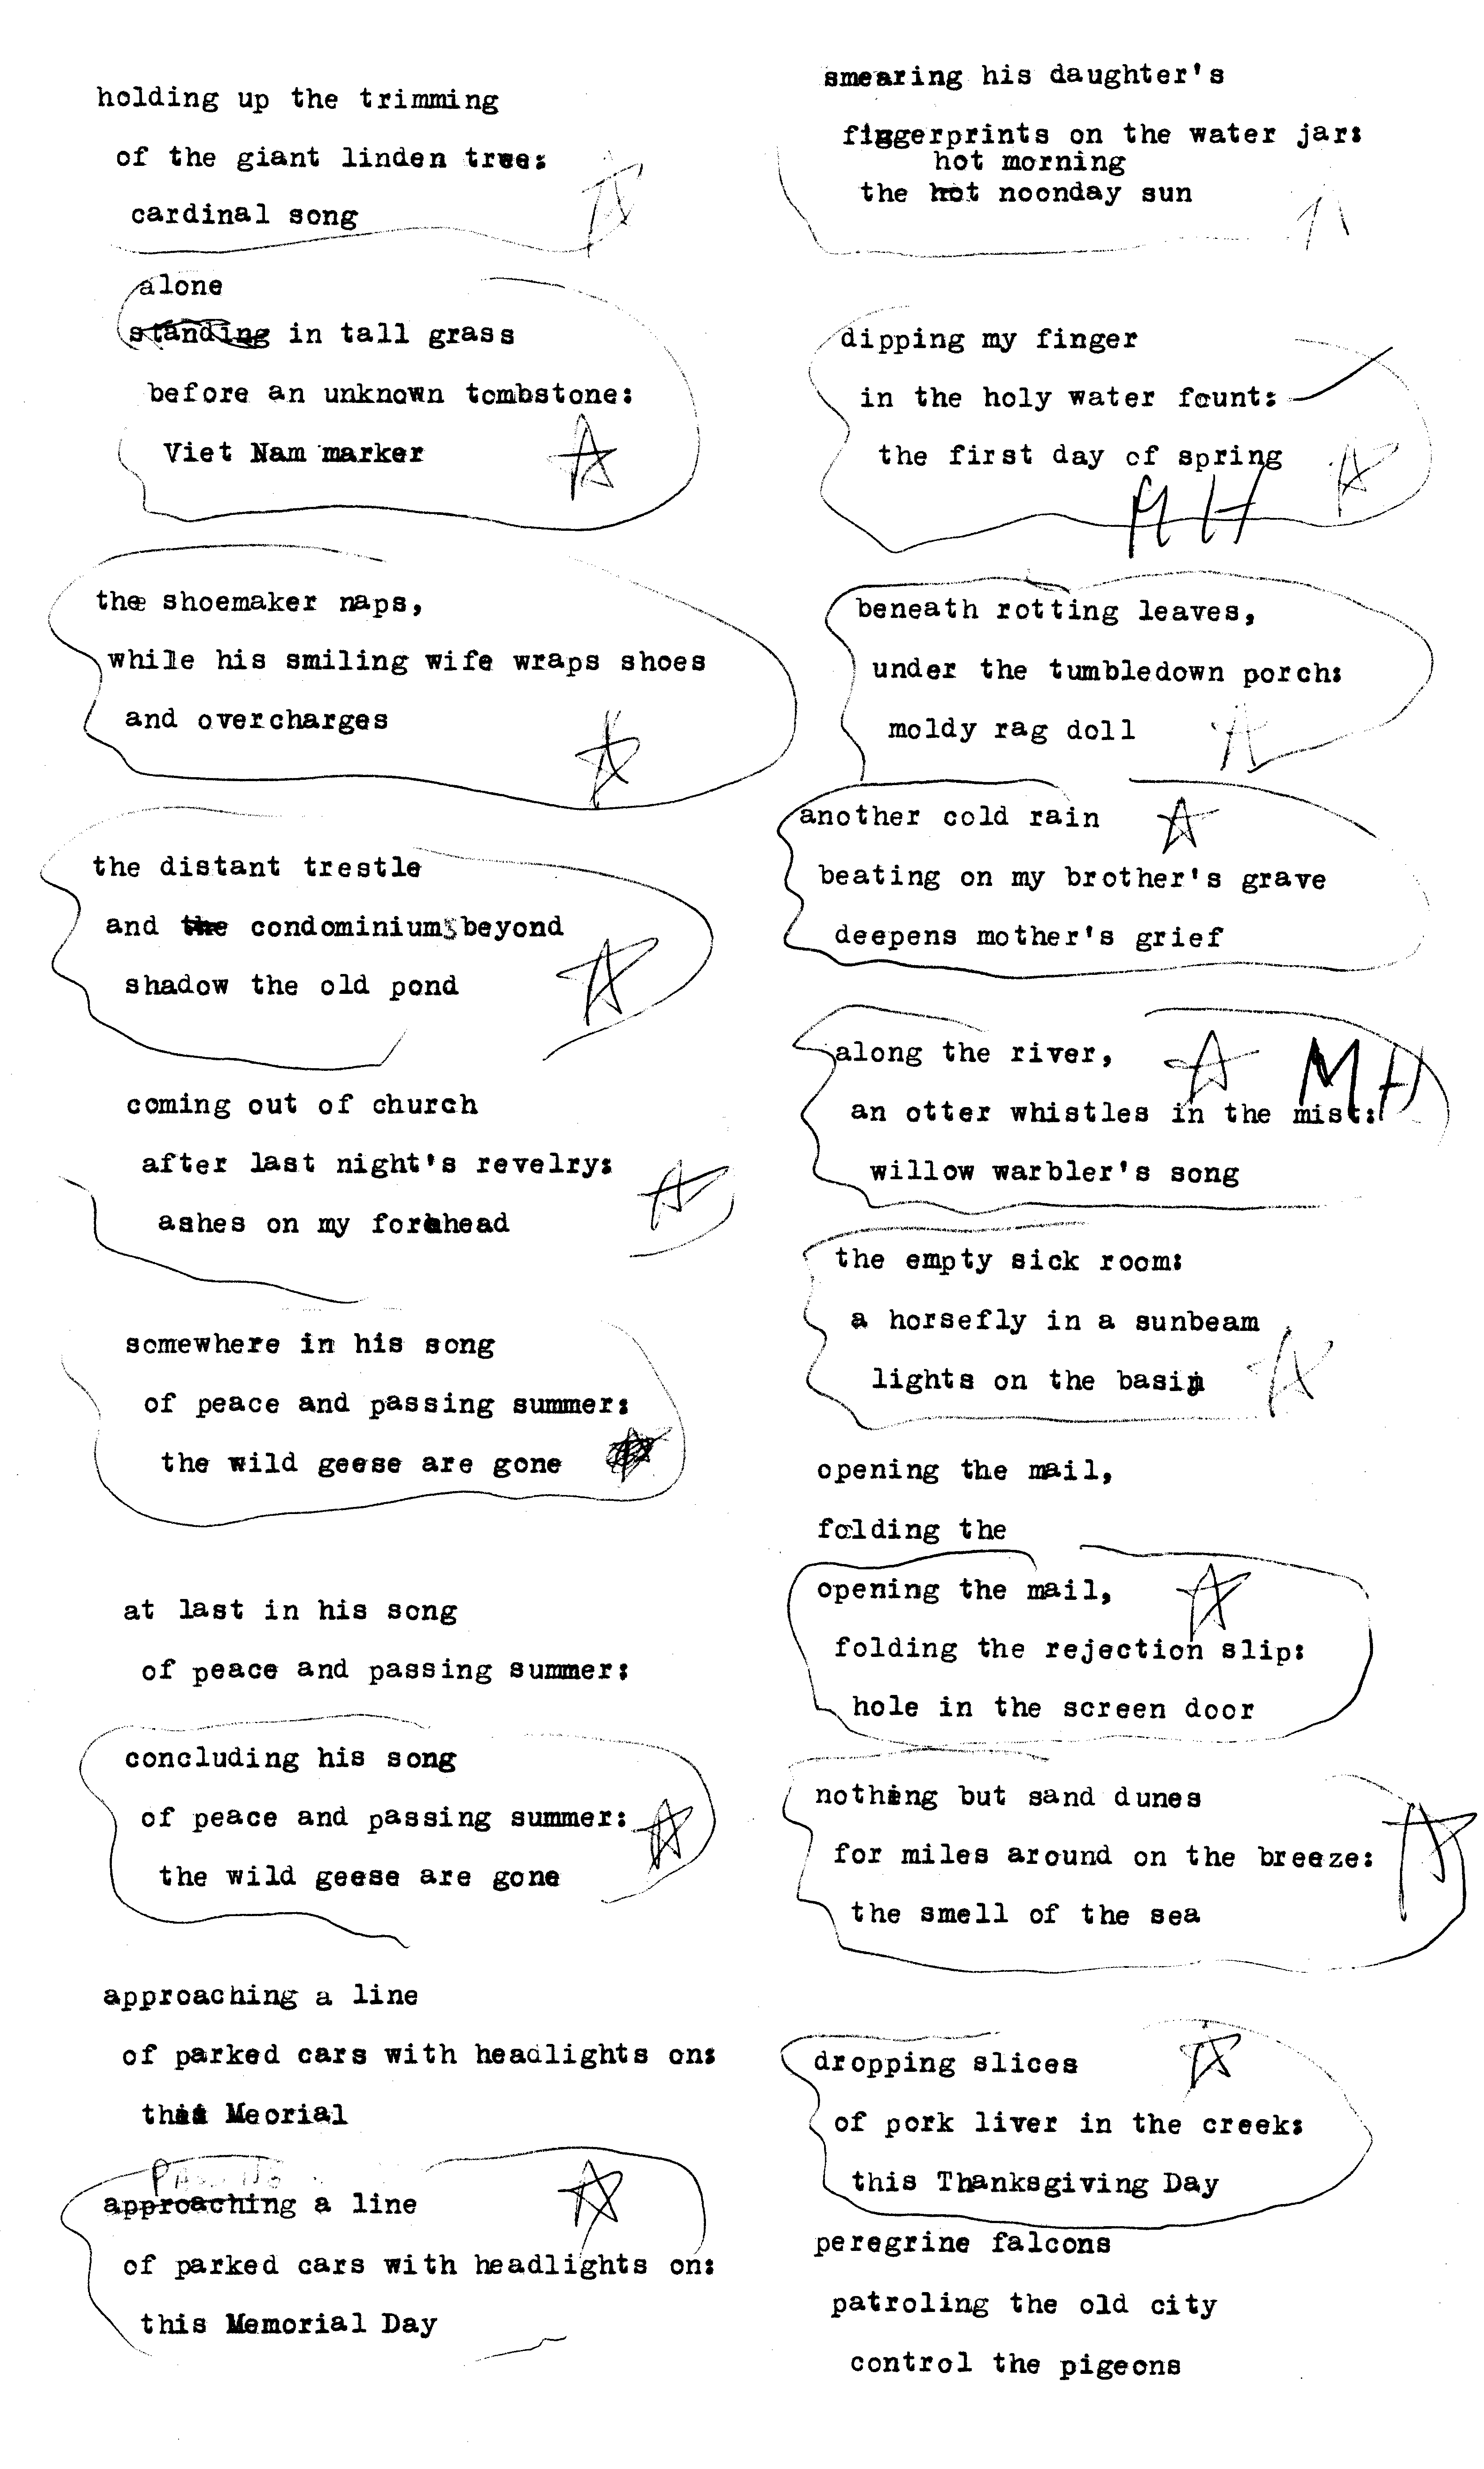 holding up the trimming
of the giant linden tree:
cardinal song
alone
standing in tall grass
before an unknown tombstone:
Viet Nam marker
the shoemaker naps,
while his smiling wife wraps shoes
and overcharges
the distant trestle
and the condominiums beyond
shadow the old pond
coming out of church
after last night's revelry:
ashes on my forehead
somewhere in his song
of peace and passing summer:
the wild geese are gone
at last in his song
of peace and passing summer:
concluding his song
of peace and passing summer:
the wild geese are gone
approaching a line
of parked cars with headlights on:
this Meorial
PASSING
approaching a line
of parked cars with headlights on:
this Memorial Day
smearing his daughter's
fingerprints on the water jar:
hot morning
the hot noonday sun
dipping my finger
in the holy water fount:
the first day of spring
MH
beneath rotting leaves,
under the tumbledown porch:
moldy rag doll
another cold rain
beating on my brother's grave
deepens mother's grief
along the river,
MH
an otter whistles in the mist:
willow warbler's song
the empty sick room:
a horsefly in a sunbeam
lights on the basin
opening the mail,
folding the
opening the mail,
folding the rejection slip:
hole in the screen door
nothing but sand dunes
for miles around on the breeze:
the smell of the sea
dropping slices
of pork liver in the creek:
this Thanksgiving Day
peregrine falcons
patroling the old city
control the pigeons